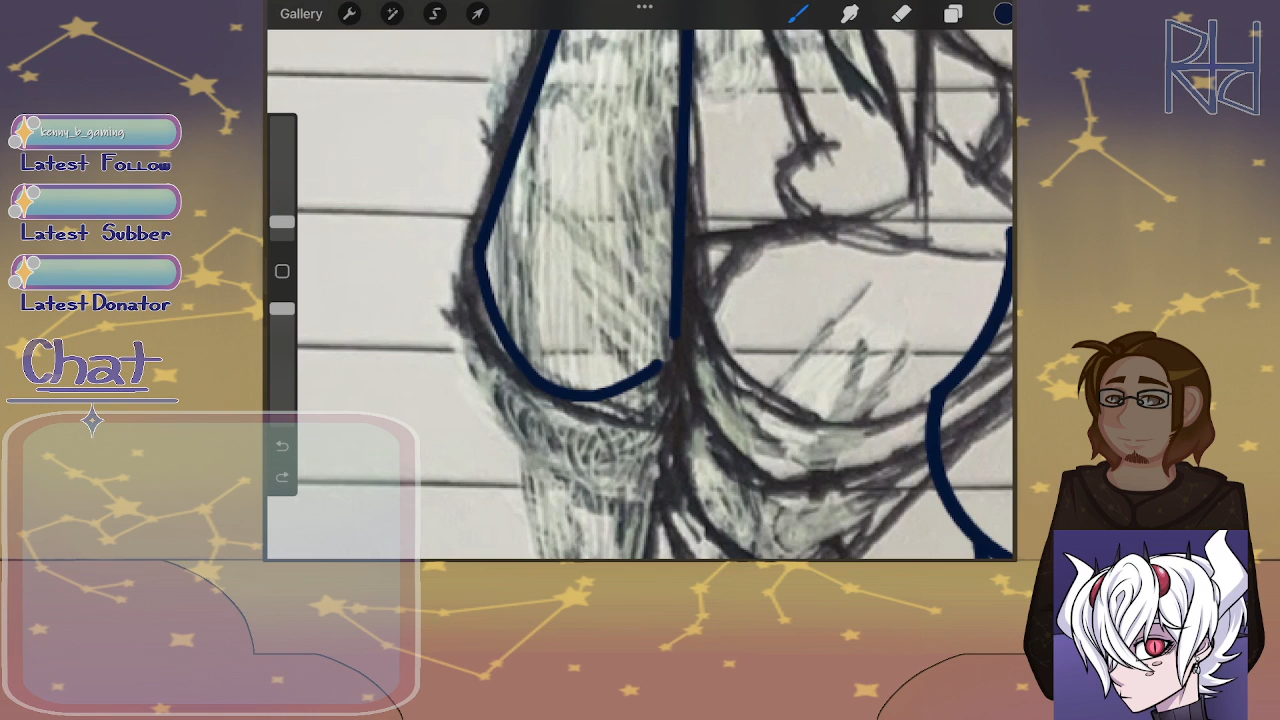 Gallery
kenny_b_gaming
Latest Follow
Latest Subber
Latest Donator
Chat